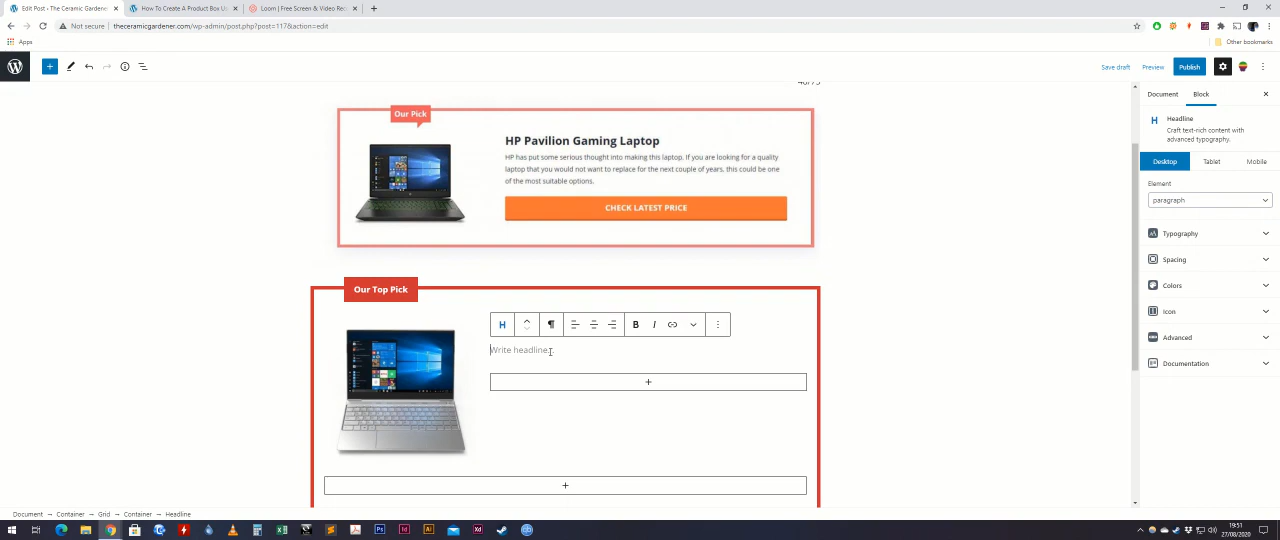 Edit Post ‹ The Ceramic Gardener
How To Create A Product Box Us
Loom | Free Screen & Video Rec
Not secure
theceramicgardener.com/wp-admin/post.php?post=117&action=edit
Apps
Other bookmarks
Save draft
Preview
Publish
Document
Block
Our Pick
HP Pavilion Gaming Laptop
HP has put some serious thought into making this laptop. If you are looking for a quality
laptop that you would not want to replace for the next couple of years, this could be one
of the most suitable options.
CHECK LATEST PRICE
Headline
Craft text-rich content with
advanced typography.
Desktop
Tablet
Mobile
Element
paragraph
Typography
Spacing
Colors
Icon
Advanced
Documentation
Our Top Pick
H
B
I
Write headline...
Document → Container → Grid → Container → Headline
19:51
27/08/2020